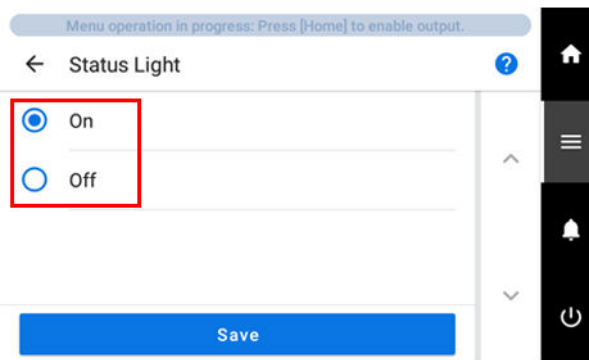 Menu operation in progress: Press [Home] to enable output.
Status Light
?
On
Off
Save